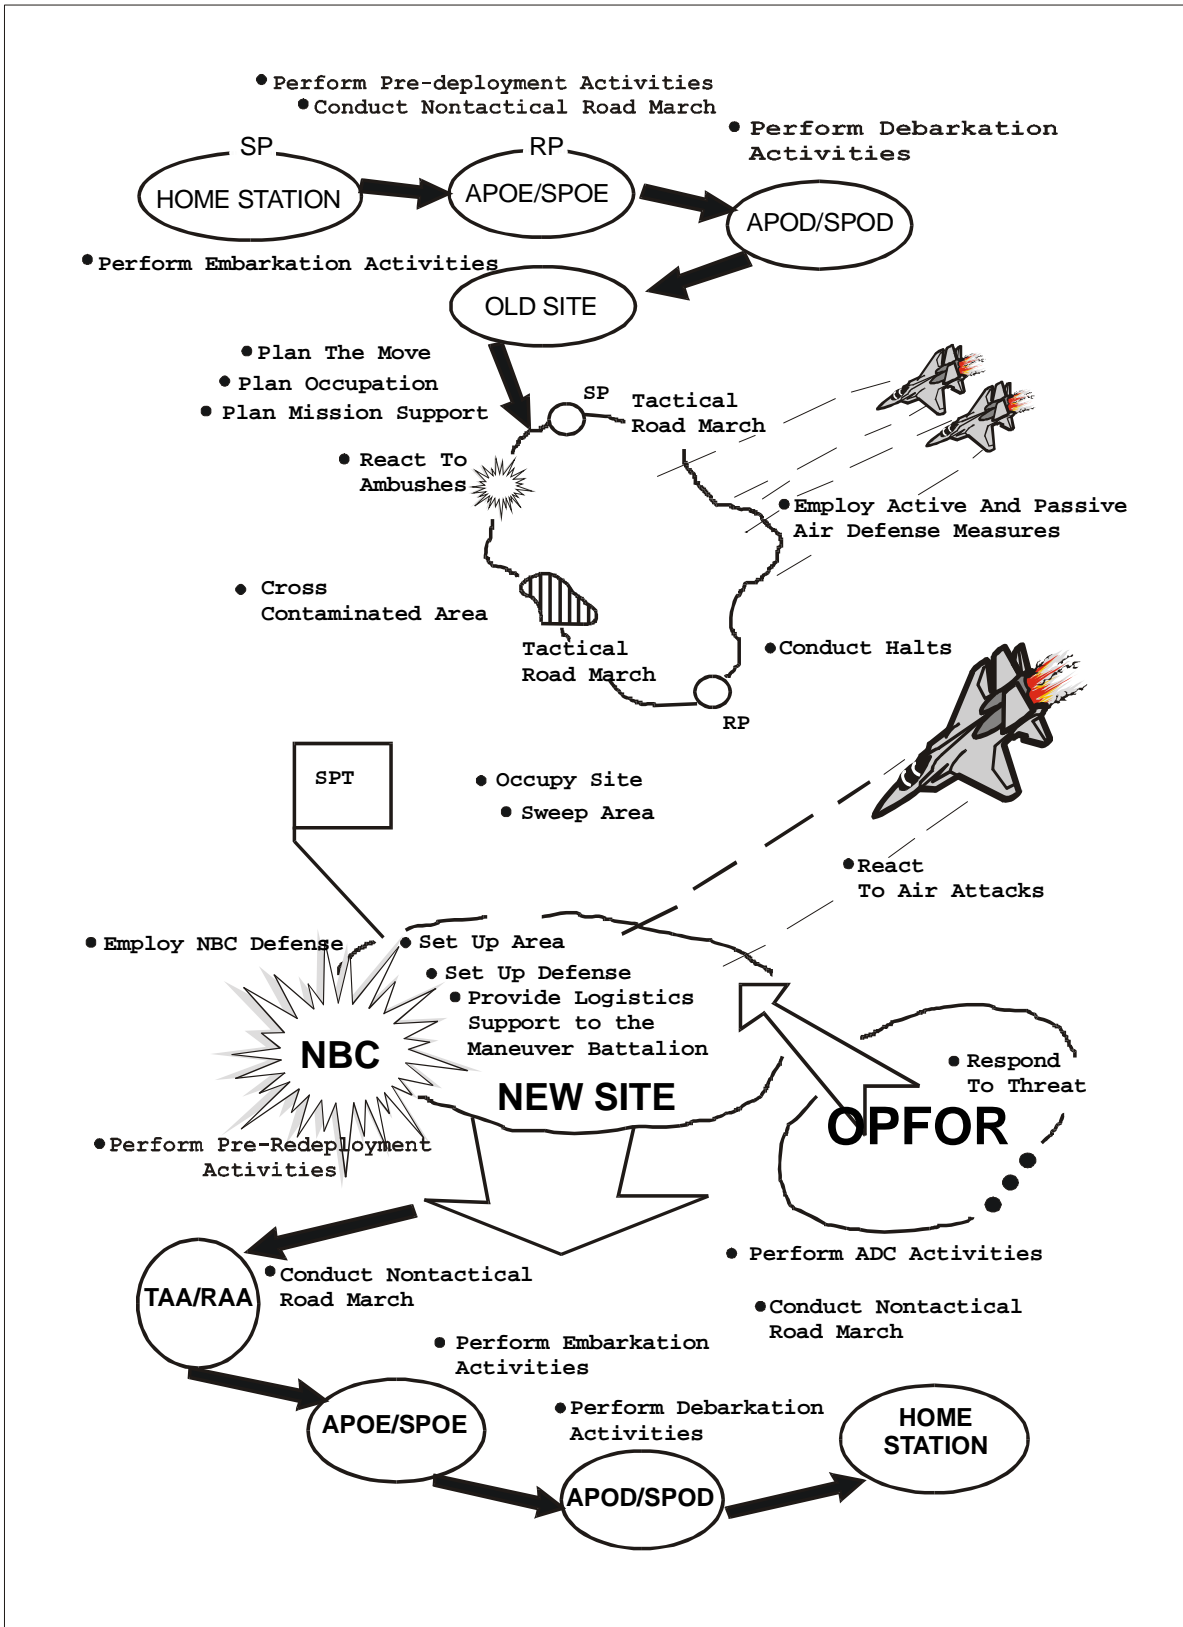 ● Perform Pre-deployment Activities
● Conduct Nontactical Road March
● Perform Debarkation
Activities
SP
RP
HOME STATION
APOE/SPOE
APOD/SPOD
● Perform Embarkation Activities
OLD SITE
● Plan The Move
● Plan Occupation
● Plan Mission Support
SP
Tactical
Road March
● React To
Ambushes
● Employ Active And Passive
Air Defense Measures
● Cross
Contaminated Area
Tactical
Road March
● Conduct Halts
RP
SPT
● Occupy Site
● Sweep Area
● React
To Air Attacks
● Employ NBC Defense
● Set Up Area
● Set Up Defense
● Provide Logistics
Support to the
Maneuver Battalion
NBC
NEW SITE
● Respond
To Threat
OPFOR
● Perform Pre-Redeployment
Activities
● Perform ADC Activities
TAA/RAA
● Conduct Nontactical
Road March
● Conduct Nontactical
Road March
● Perform Embarkation
Activities
APOE/SPOE
● Perform Debarkation
Activities
HOME
STATION
APOD/SPOD